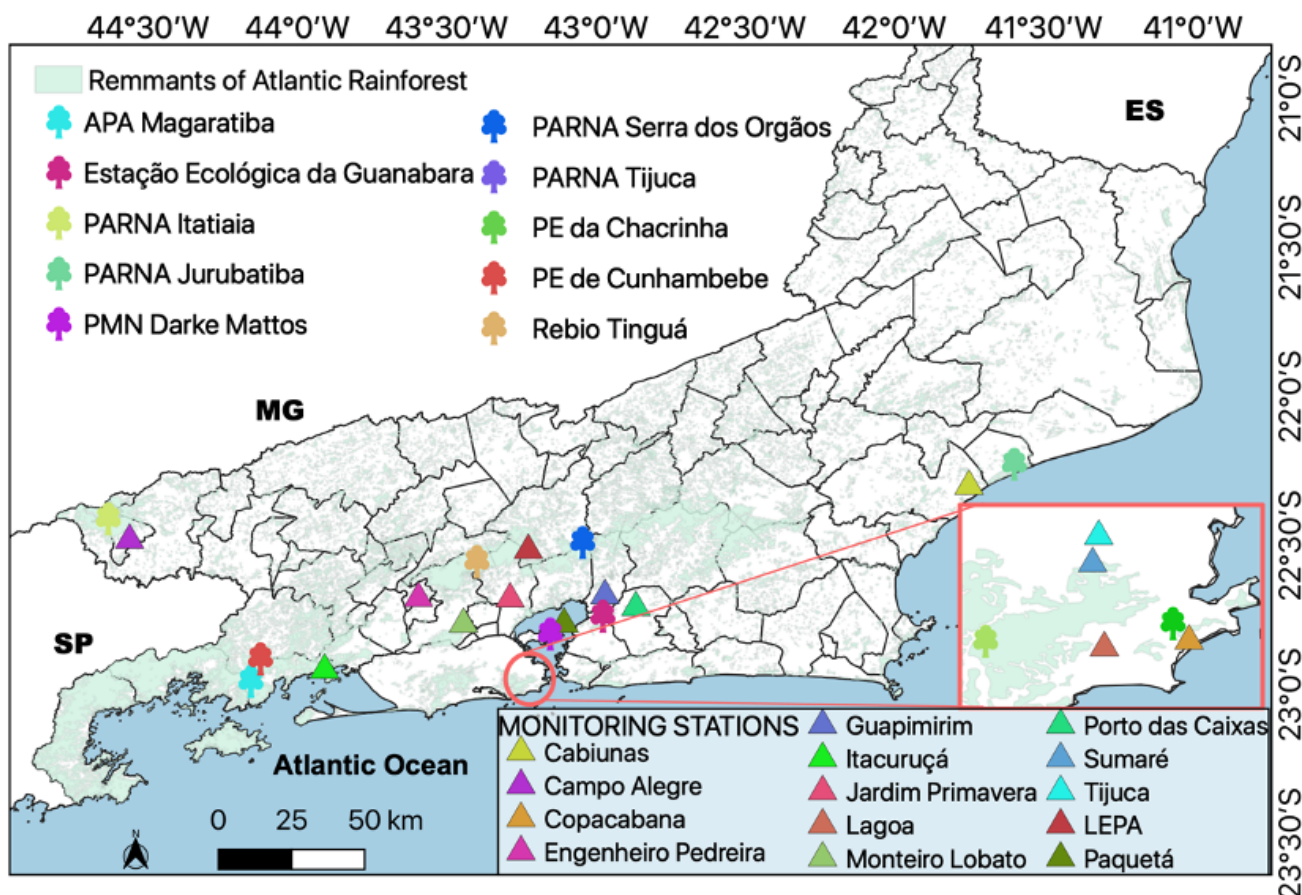 44°30'W 44°0'W 43°30'W 43°0'W 42°30'W 42°0'W 41°30'W 41°0'W
Remmants of Atlantic Rainforest
APA Magaratiba
Estação Ecológica da Guanabara
PARNA Itatiaia
PARNA Jurubatiba
PMN Darke Mattos
PARNA Serra dos Orgãos
PARNA Tijuca
PE da Chacrinha
PE de Cunhambebe
Rebio Tinguá
ES
MG
SP
Atlantic Ocean
N
0 25 50 km
MONITORING STATIONS
Cabiunas
Campo Alegre
Copacabana
Engenheiro Pedreira
Guapimirim
Itacuruçá
Jardim Primavera
Lagoa
Monteiro Lobato
Porto das Caixas
Sumaré
Tijuca
LEPA
Paquetá
21°0'S
21°30'S
22°0'S
22°30'S
23°0'S
23°30'S